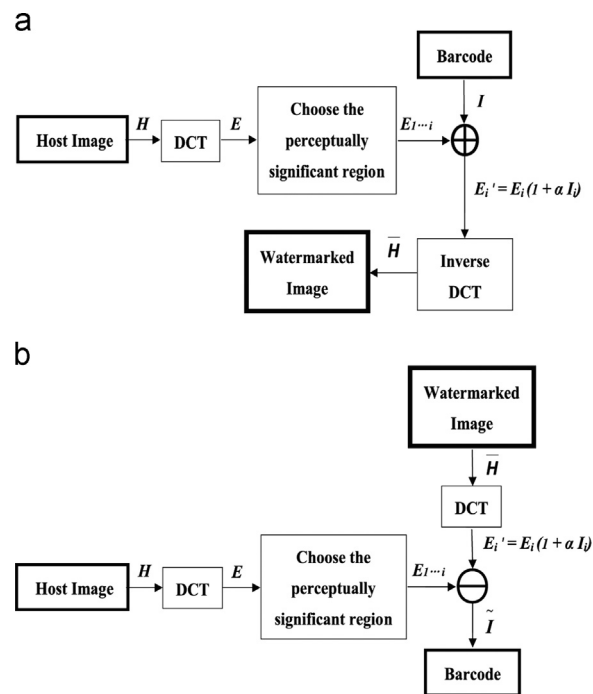 a
Barcode
I
Host Image
H
DCT
E
Choose the
perceptually
significant region
E1...i
Ei' = Ei (1 + α Ii)
Inverse
DCT
H̅
Watermarked
Image
b
Watermarked
Image
H̅
DCT
Ei' = Ei (1 + α Ii)
Host Image
H
DCT
E
Choose the
perceptually
significant region
E1...i
Ĩ
Barcode